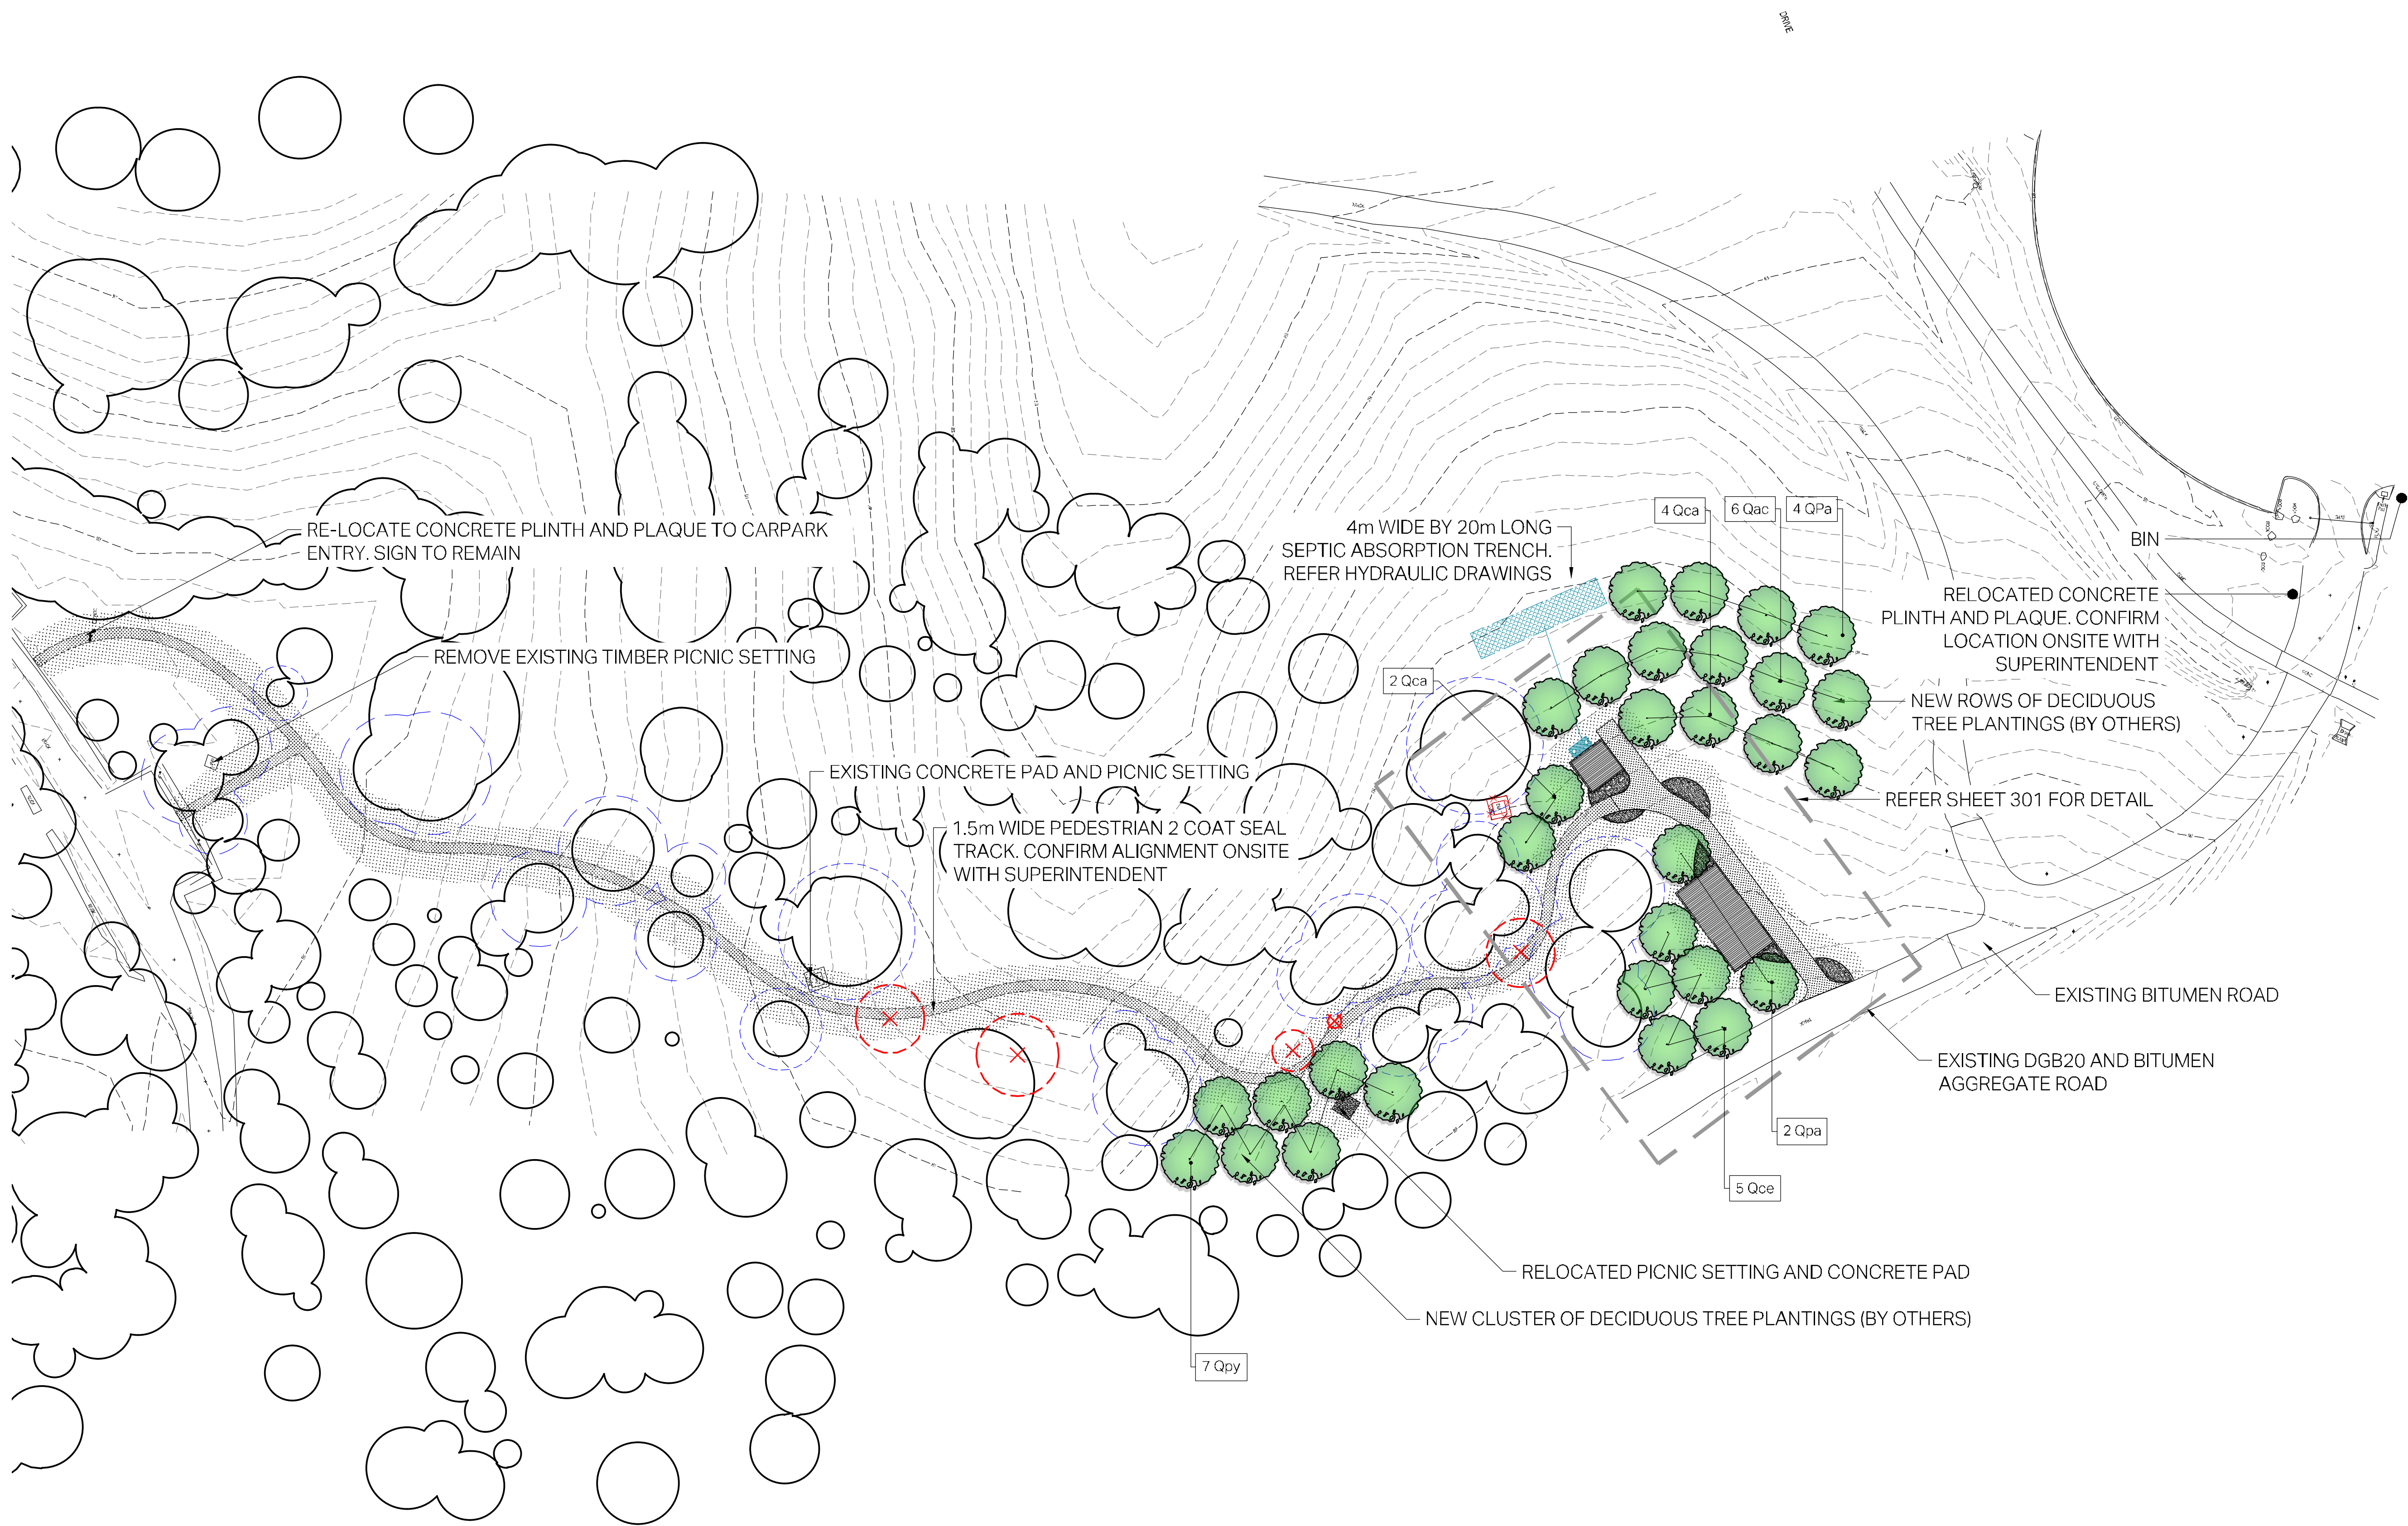 DRIVE
RE-LOCATE CONCRETE PLINTH AND PLAQUE TO CARPARK
ENTRY. SIGN TO REMAIN
REMOVE EXISTING TIMBER PICNIC SETTING
EXISTING CONCRETE PAD AND PICNIC SETTING
1.5m WIDE PEDESTRIAN 2 COAT SEAL
TRACK. CONFIRM ALIGNMENT ONSITE
WITH SUPERINTENDENT
4m WIDE BY 20m LONG
SEPTIC ABSORPTION TRENCH.
REFER HYDRAULIC DRAWINGS
4 Qca
6 Qac
4 QPa
2 Qca
BIN
RELOCATED CONCRETE
PLINTH AND PLAQUE. CONFIRM
LOCATION ONSITE WITH
SUPERINTENDENT
NEW ROWS OF DECIDUOUS
TREE PLANTINGS (BY OTHERS)
REFER SHEET 301 FOR DETAIL
EXISTING BITUMEN ROAD
EXISTING DGB20 AND BITUMEN
AGGREGATE ROAD
2 Qpa
5 Qce
RELOCATED PICNIC SETTING AND CONCRETE PAD
NEW CLUSTER OF DECIDUOUS TREE PLANTINGS (BY OTHERS)
7 Qpy